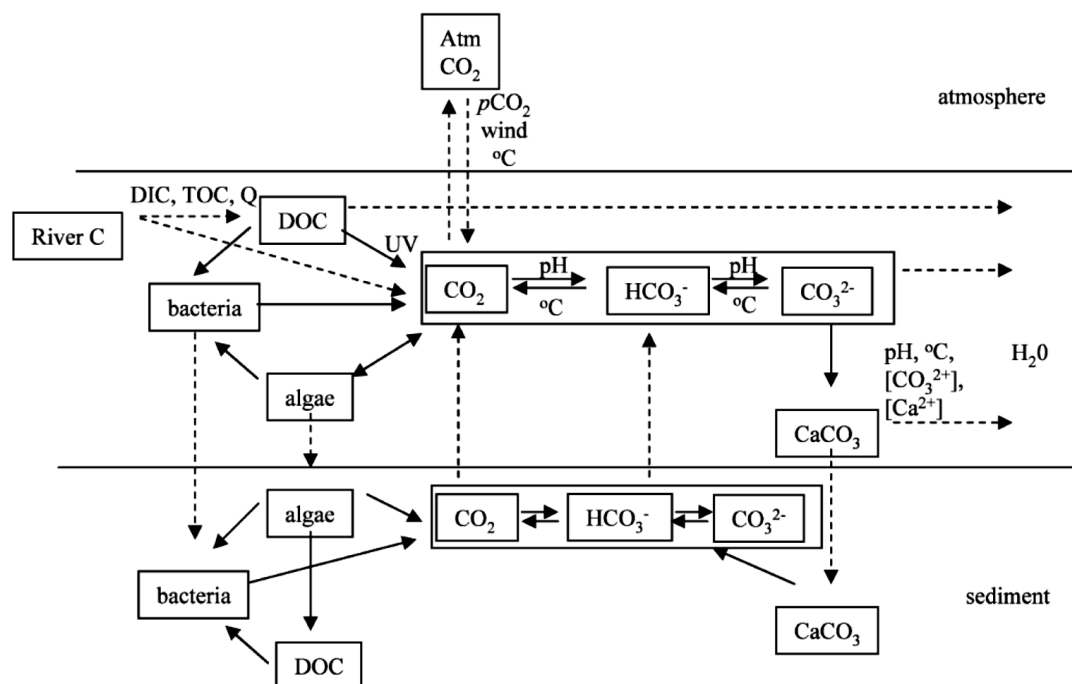 Atm
CO₂
pCO₂
wind
ºC
atmosphere
DIC, TOC, Q
River C
DOC
UV
CO₂
pH
ºC
HCO₃⁻
pH
ºC
CO₃²⁻
bacteria
algae
pH, ºC,
[CO₃²⁺],
[Ca²⁺]
H₂0
CaCO₃
algae
CO₂
HCO₃⁻
CO₃²⁻
bacteria
sediment
CaCO₃
DOC